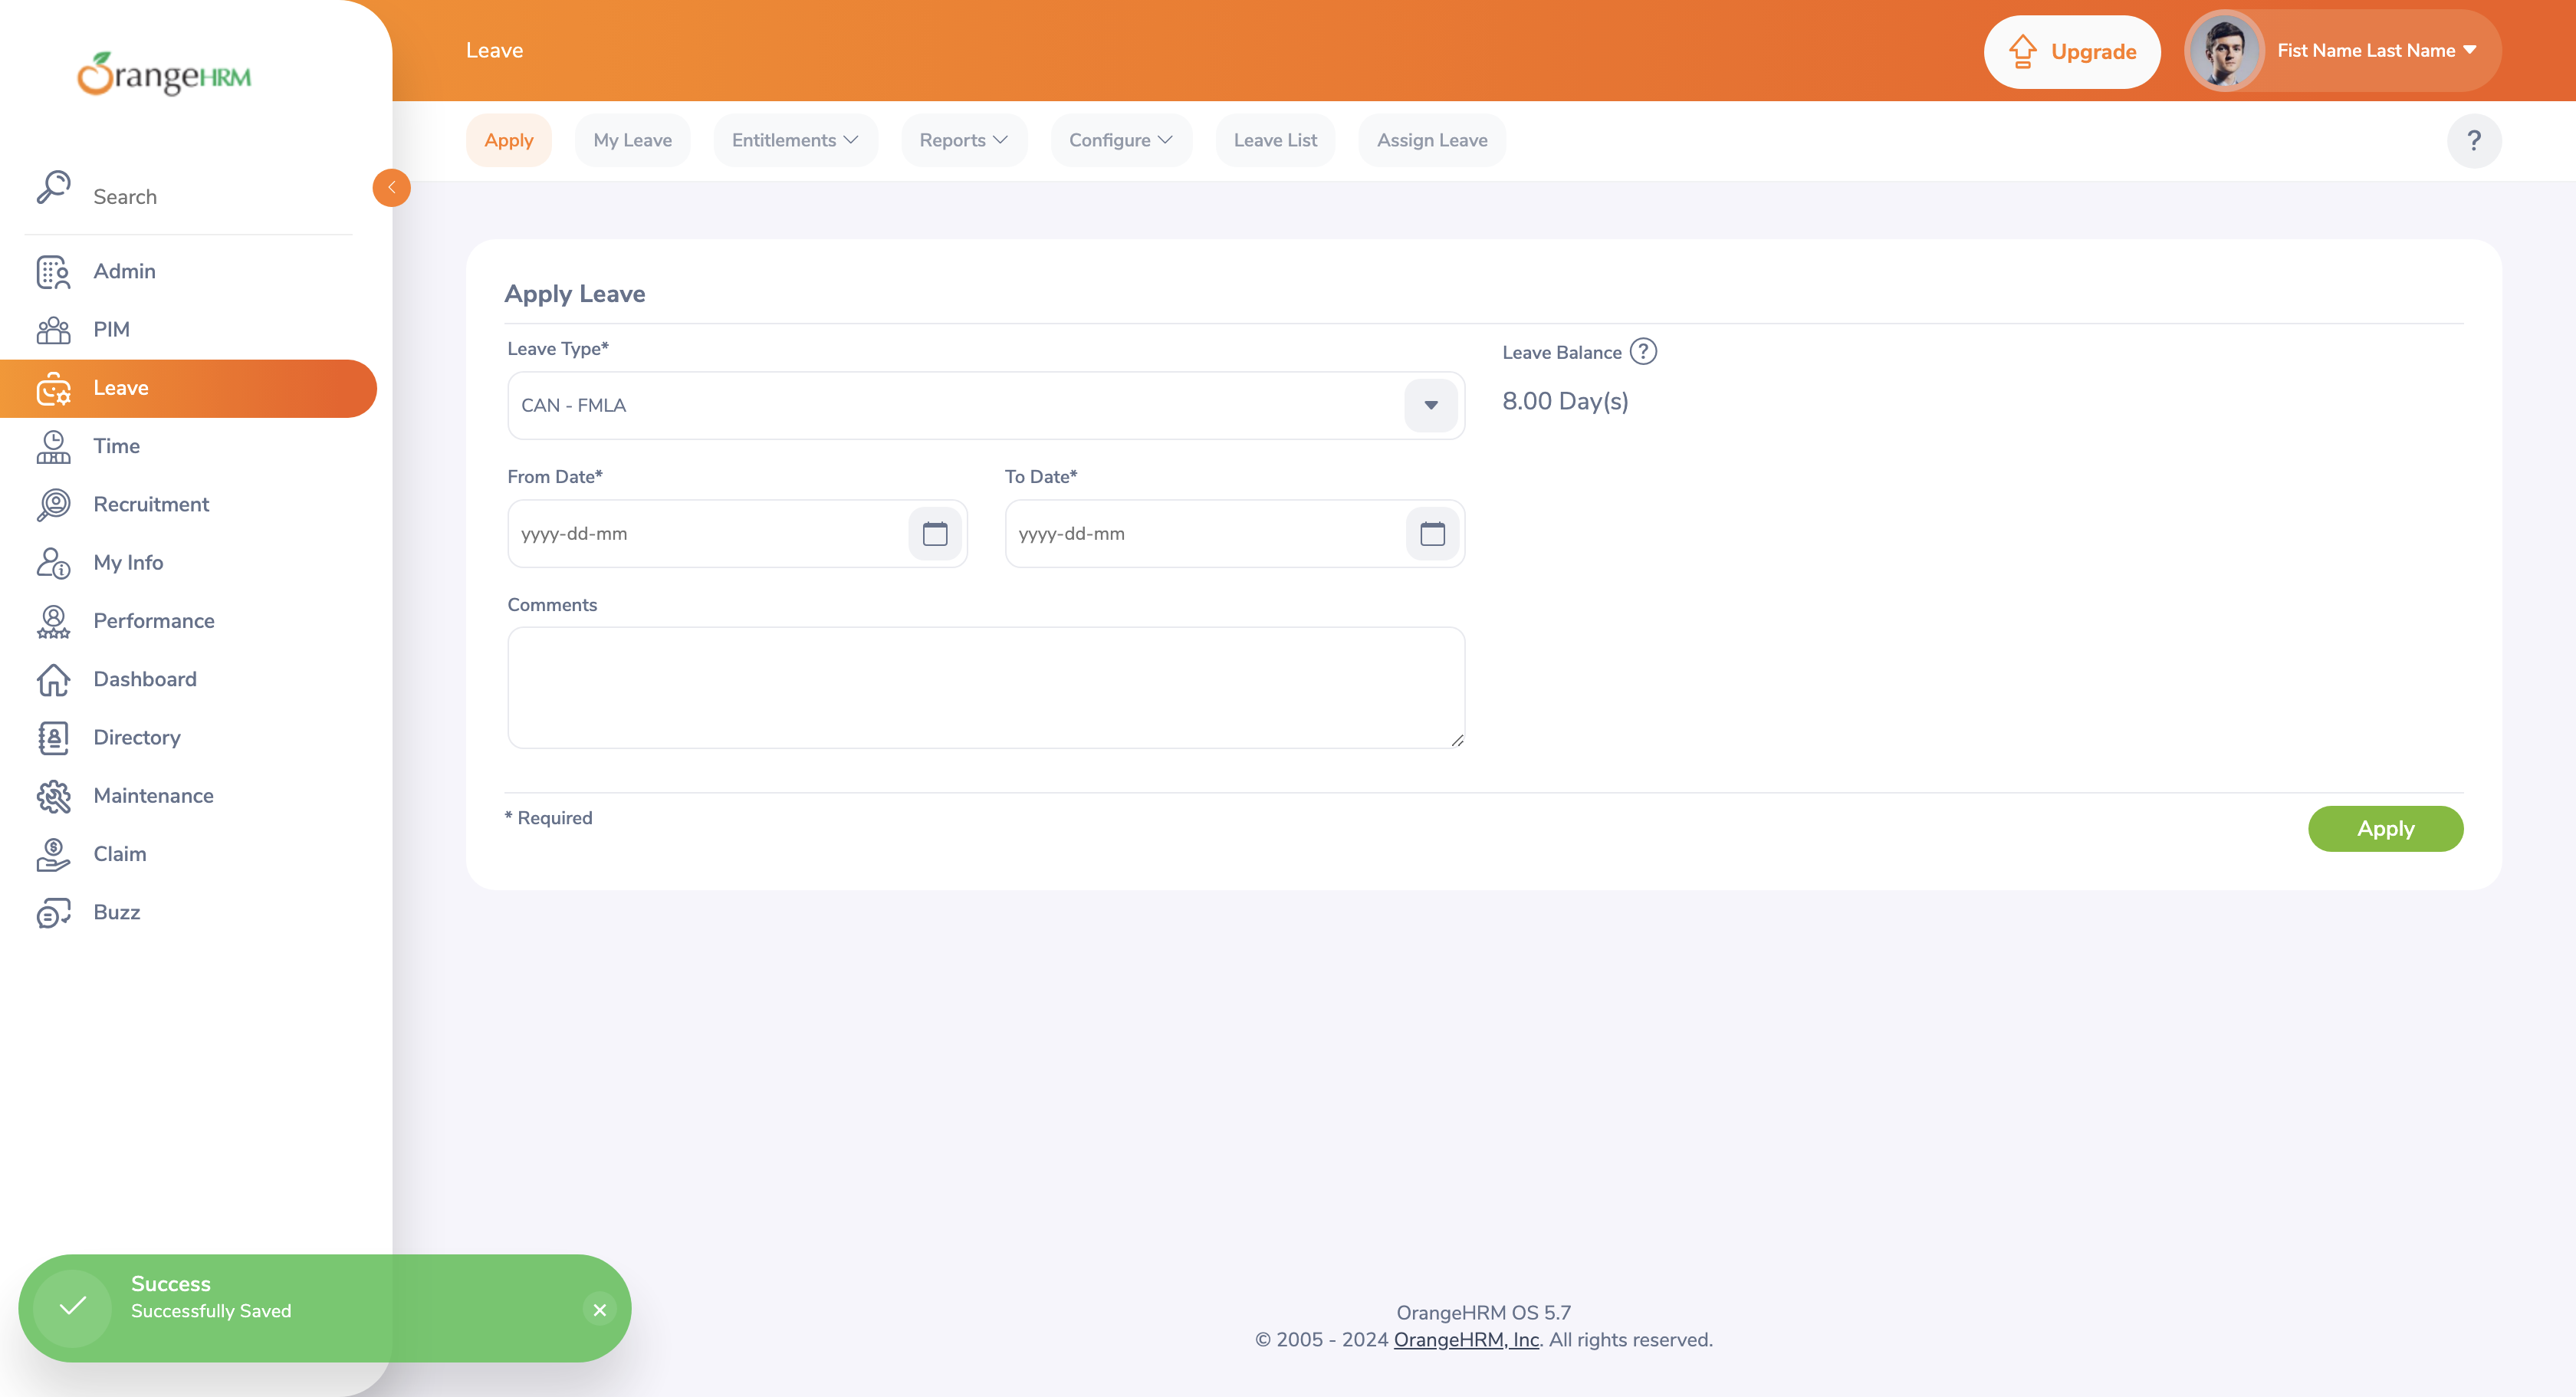 OrangeHRM
Search
Admin
PIM
Leave
Time
Recruitment
My Info
Performance
Dashboard
Directory
Maintenance
Claim
Buzz
Leave
Upgrade
Fist Name Last Name
Apply
My Leave
Entitlements
Reports
Configure
Leave List
Assign Leave
?
Apply Leave
Leave Type*
CAN - FMLA
Leave Balance ?
8.00 Day(s)
From Date*
yyyy-dd-mm
To Date*
yyyy-dd-mm
Comments
* Required
Apply
Success
Successfully Saved
OrangeHRM OS 5.7
© 2005 - 2024 OrangeHRM, Inc. All rights reserved.